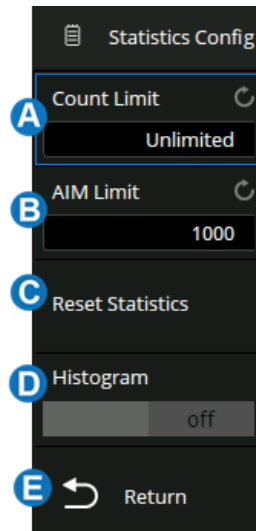 Statistics Config
A
Count Limit
Unlimited
B
AIM Limit
1000
C
Reset Statistics
D
Histogram
off
E
Return